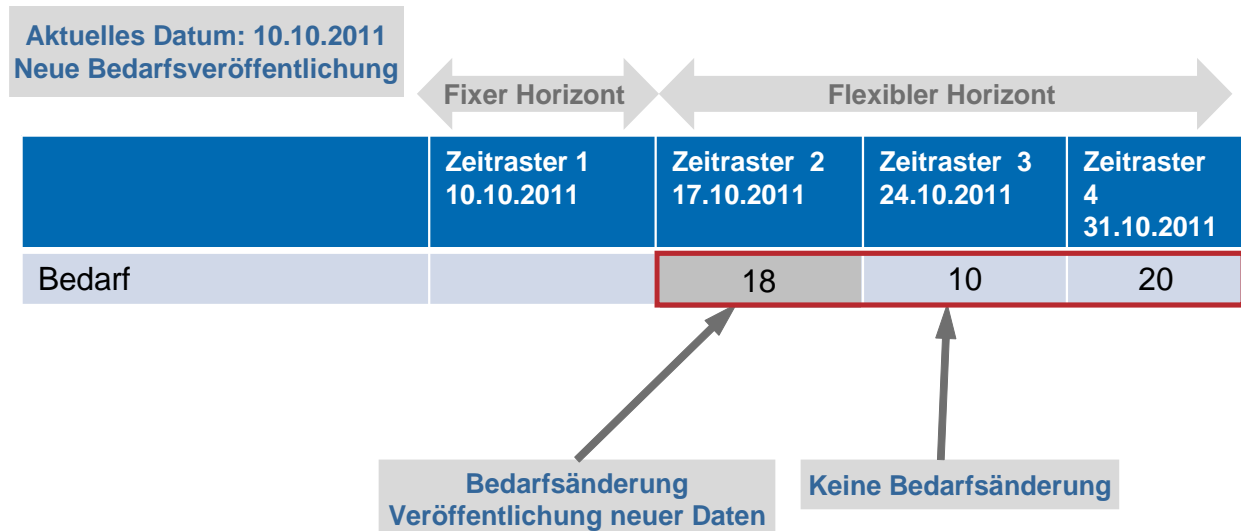 Aktuelles Datum: 10.10.2011
Neue Bedarfsveröffentlichung
Fixer Horizont
Flexibler Horizont
Zeitraster 1
10.10.2011
Zeitraster 2
17.10.2011
Zeitraster 3
24.10.2011
Zeitraster
4
31.10.2011
Bedarf
18
10
20
Bedarfsänderung
Veröffentlichung neuer Daten
Keine Bedarfsänderung